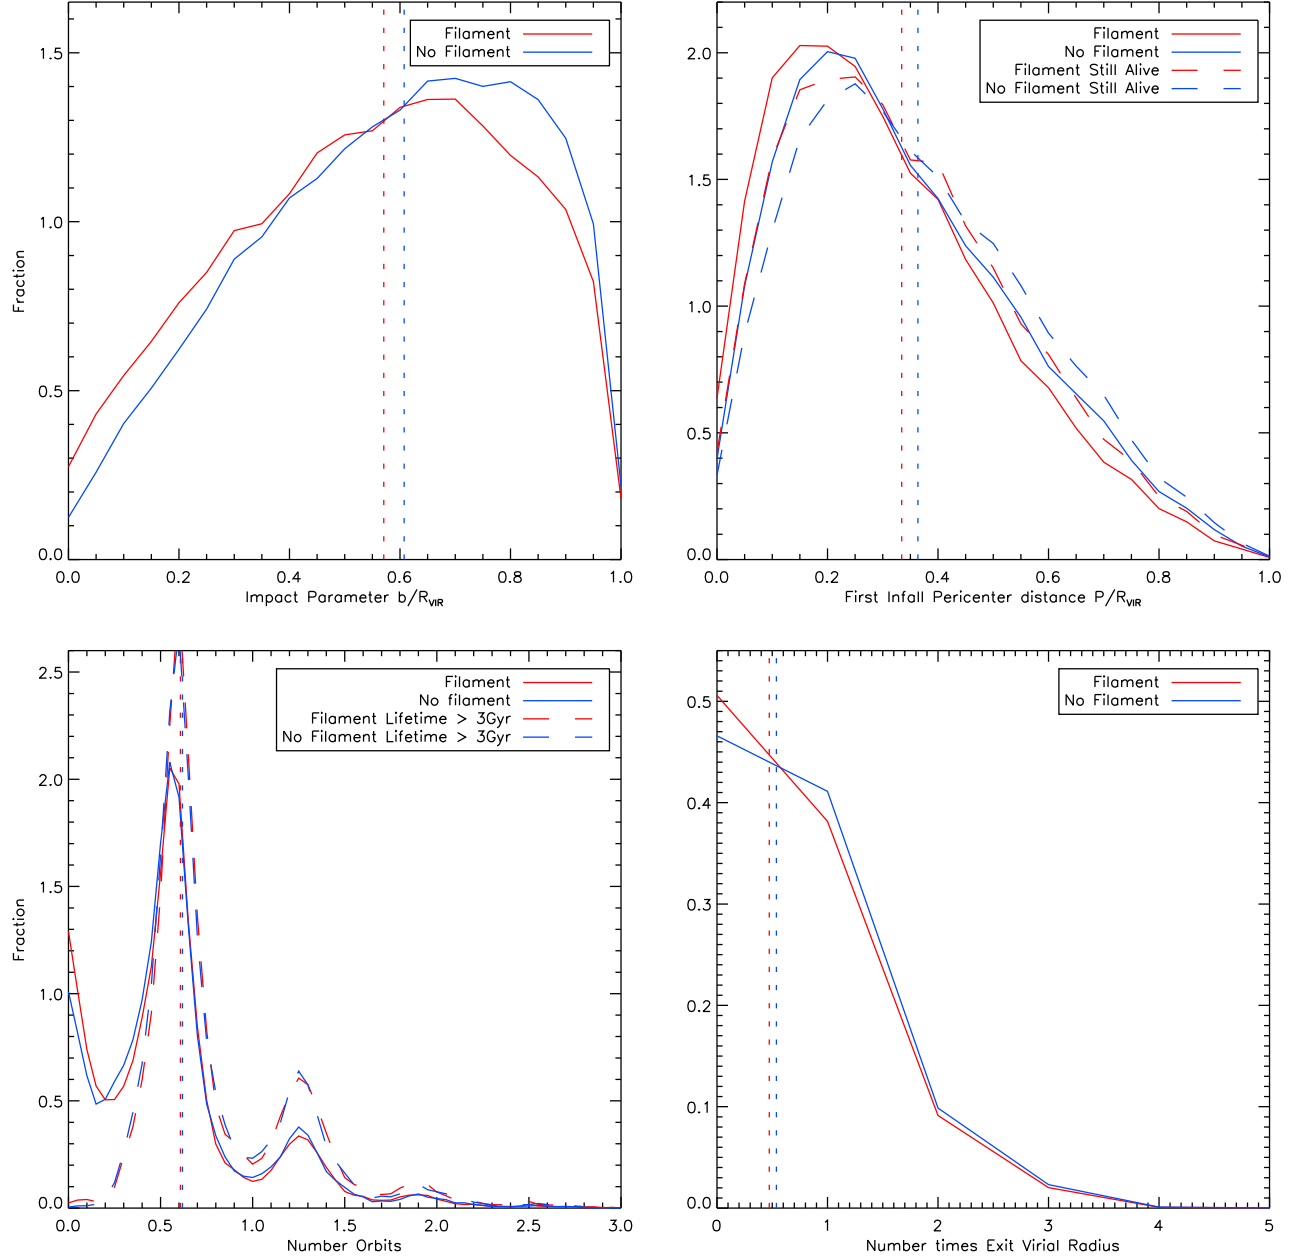 1.5
1.0
0.5
0.0
Fraction
Filament
No Filament
0.0 0.2 0.4 0.6 0.8 1.0
Impact Parameter b/R_VIR
2.0
1.5
1.0
0.5
0.0
Filament
No Filament
Filament Still Alive
No Filament Still Alive
0.0 0.2 0.4 0.6 0.8 1.0
First Infall Pericenter distance P/R_VIR
2.5
2.0
1.5
1.0
0.5
0.0
Fraction
Filament
No filament
Filament Lifetime > 3Gyr
No Filament Lifetime > 3Gyr
0.0 0.5 1.0 1.5 2.0 2.5 3.0
Number Orbits
0.5
0.4
0.3
0.2
0.1
0.0
Filament
No Filament
0 1 2 3 4 5
Number times Exit Virial Radius